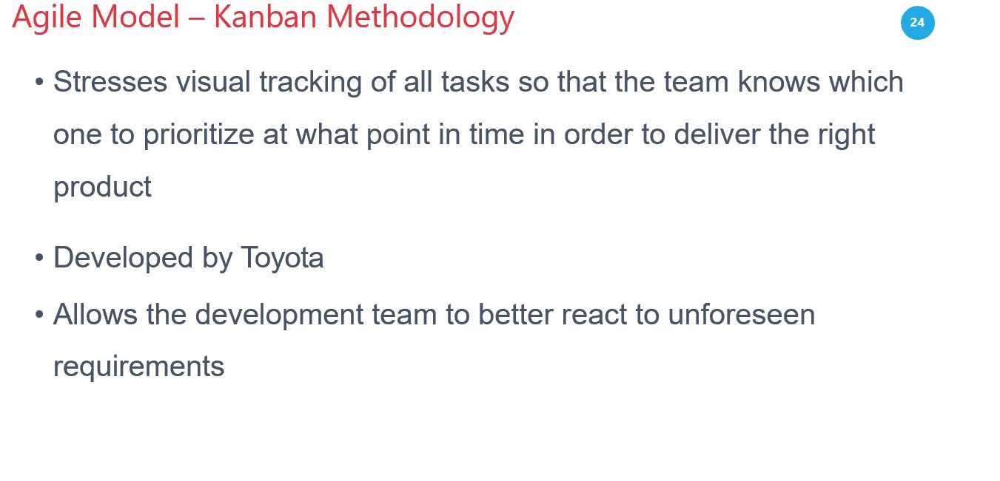 Agile Model – Kanban Methodology
24
• Stresses visual tracking of all tasks so that the team knows which
one to prioritize at what point in time in order to deliver the right
product
• Developed by Toyota
• Allows the development team to better react to unforeseen
requirements